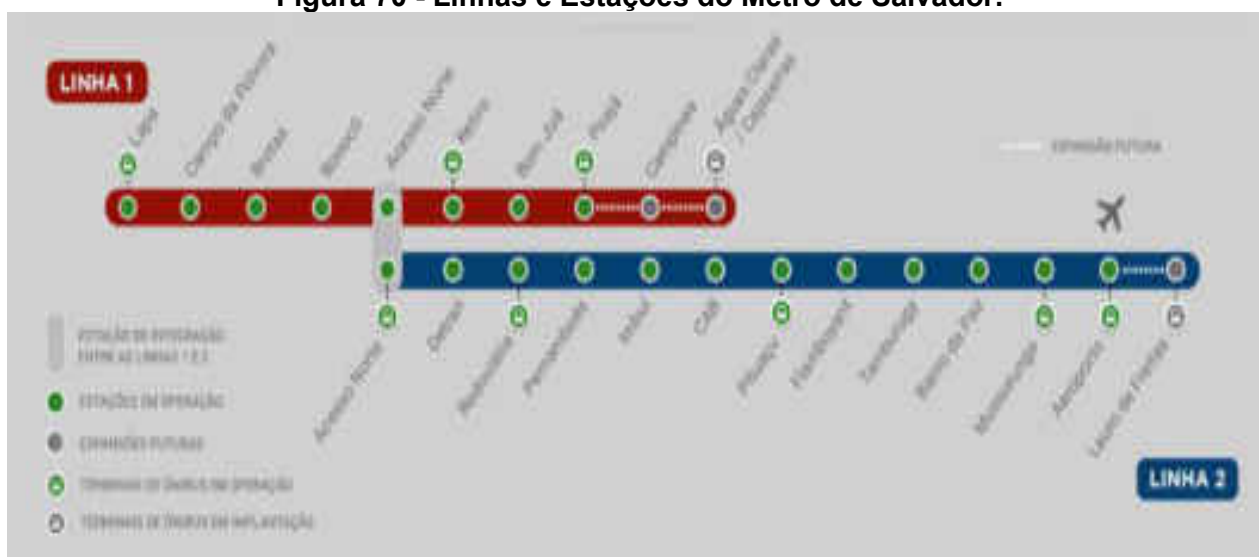 Figura 70 - Linhas e Estações do Metrô de Salvador.
LINHA 1
Lapa
Campo da Pólvora
Brotas
Bonocô
Acesso Norte
Retiro
Bom Juá
Pirajá
Campinas
Águas Claras
/ Cajazeiras
EXPANSÃO FUTURA
Acesso Norte
Detran
Rodoviária
Pernambués
Imbuí
CAB
Pituaçu
Flamboyant
Tamburugy
Bairro da Paz
Mussurunga
Aeroporto
Lauro de Freitas
ESTAÇÃO DE INTEGRAÇÃO
ENTRE AS LINHAS 1 E 2
ESTAÇÕES EM OPERAÇÃO
EXPANSÕES FUTURAS
TERMINAIS DE ÔNIBUS EM OPERAÇÃO
TERMINAIS DE ÔNIBUS EM IMPLANTAÇÃO
LINHA 2